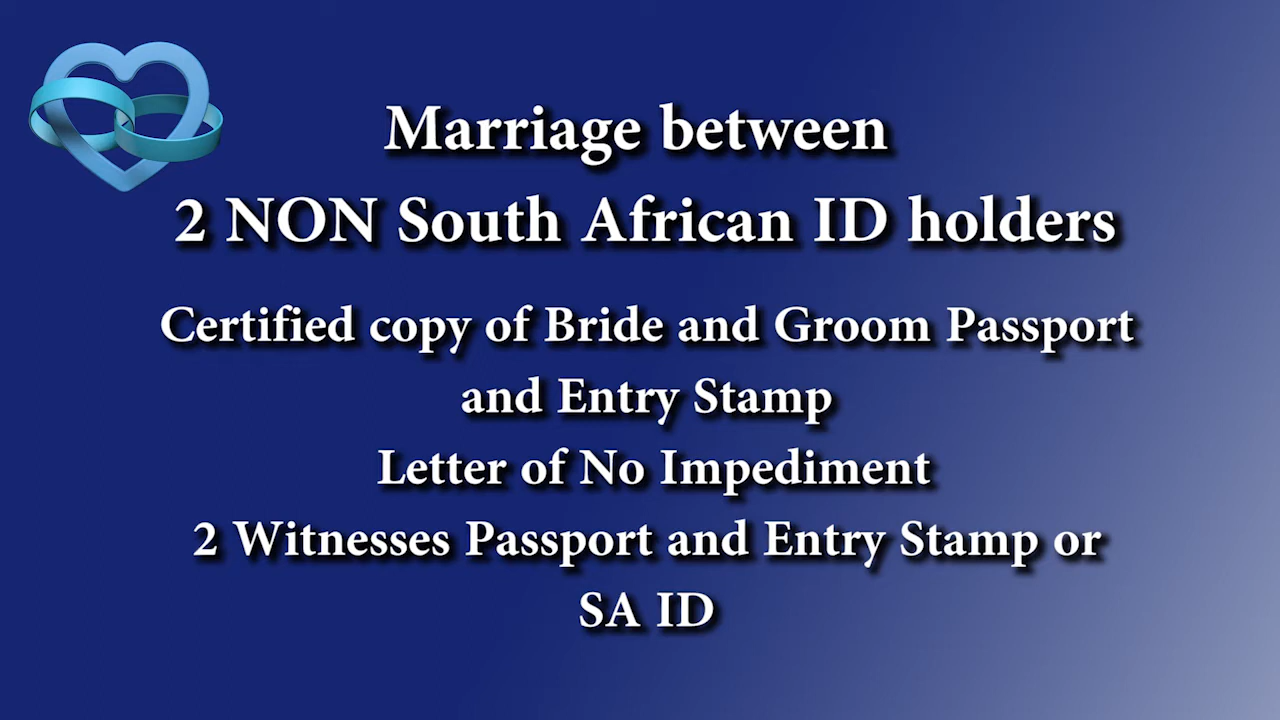 Marriage between
2 NON South African ID holders
Certified copy of Bride and Groom Passport
and Entry Stamp
Letter of No Impediment
2 Witnesses Passport and Entry Stamp or
SA ID